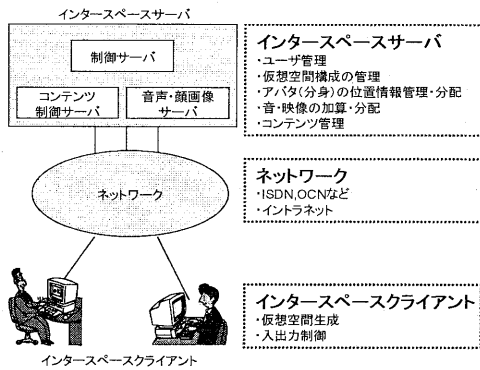 インタースペースサーバ
制御サーバ
コンテンツ
制御サーバ
音声・顔画像
サーバ
ネットワーク
インタースペースクライアント
インタースペースサーバ
・ユーザ管理
・仮想空間構成の管理
・アバタ(分身)の位置情報管理・分配
・音・映像の加算・分配
・コンテンツ管理
ネットワーク
・ISDN,OCNなど
・イントラネット
インタースペースクライアント
・仮想空間生成
・入出力制御